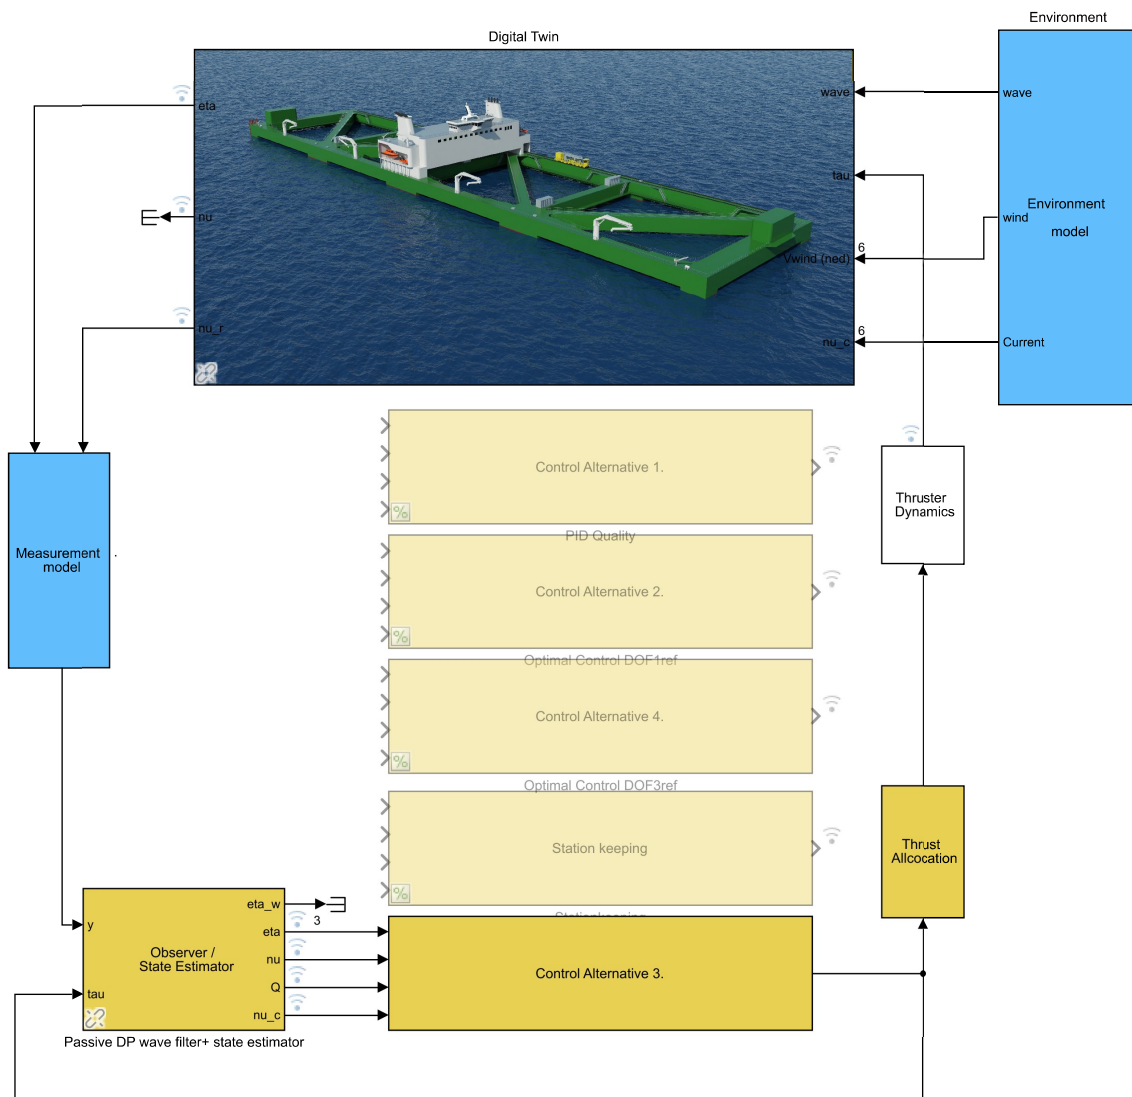 Environment
Digital Twin
eta
nu
nu_r
wave
tau
Vwind (ned)
nu_c
6
6
wave
wind
Current
Environment
model
Control Alternative 1.
%
PID Quality
Control Alternative 2.
%
Optimal Control DOF1ref
Control Alternative 4.
%
Optimal Control DOF3ref
Station keeping
%
Stationkeeping
Thruster
Dynamics
Measurement
model
Thrust
Allcocation
y
tau
Observer /
State Estimator
eta_w
eta
nu
Q
nu_c
3
Passive DP wave filter+ state estimator
Control Alternative 3.